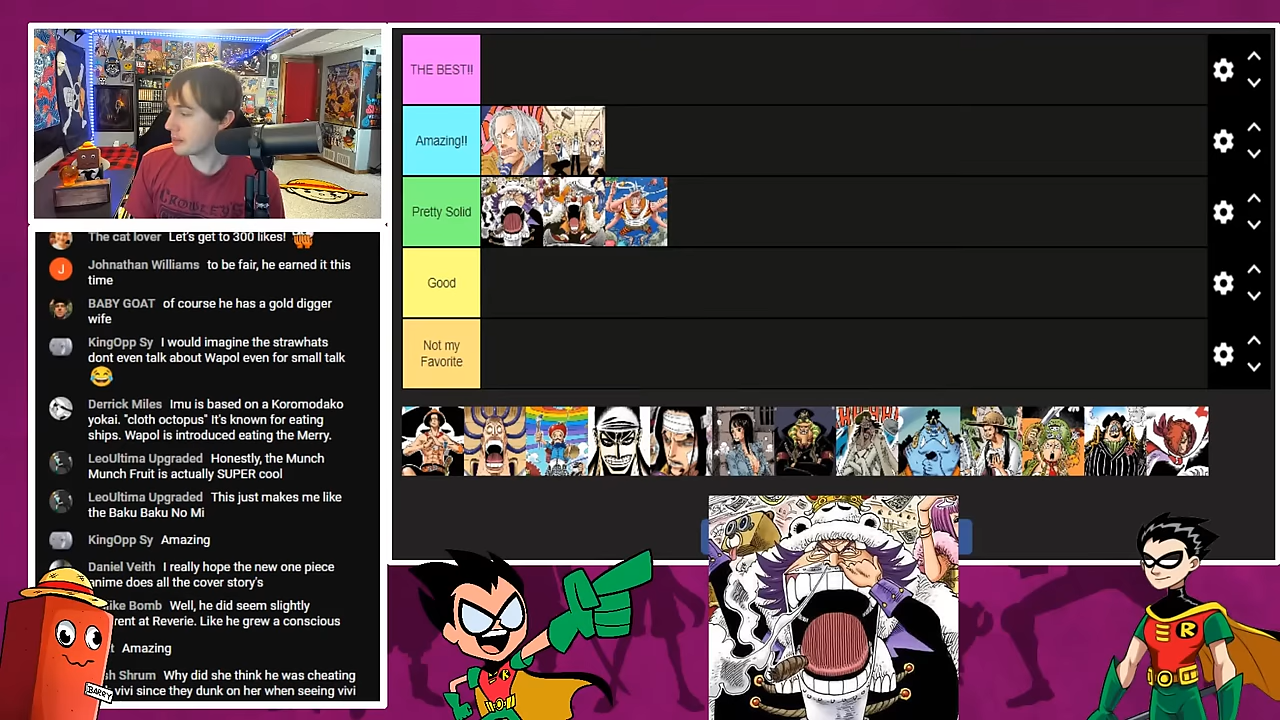 THE BEST!!
Amazing!!
Pretty Solid
Good
Not my
Favorite
The cat lover Let's get to 300 likes!
Johnathan Williams to be fair, he earned it this
time
BABY GOAT of course he has a gold digger
wife
KingOpp Sy I would imagine the strawhats
dont even talk about Wapol even for small talk
Derrick Miles Imu is based on a Koromodako
yokai. "cloth octopus" It's known for eating
ships. Wapol is introduced eating the Merry.
LeoUltima Upgraded Honestly, the Munch
Munch Fruit is actually SUPER cool
LeoUltima Upgraded This just makes me like
the Baku Baku No Mi
KingOpp Sy Amazing
Daniel Veith I really hope the new one piece
anime does all the cover story's
Bomb Well, he did seem slightly
at Reverie. Like he grew a conscious
Amazing
Shrum Why did she think he was cheating
vivi since they dunk on her when seeing vivi
BARRY
R
R